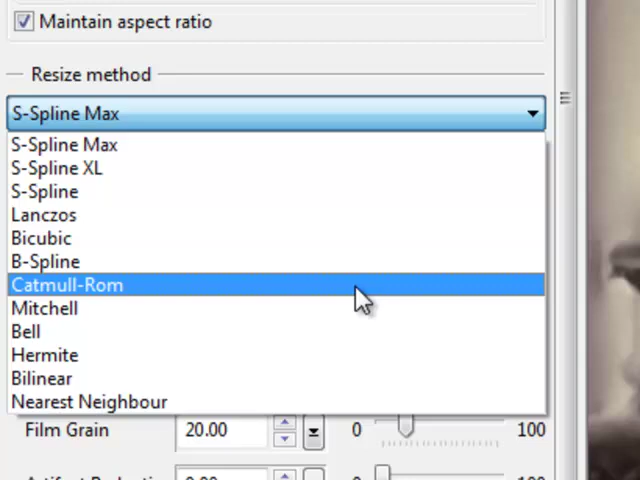 Maintain aspect ratio
Resize method
S-Spline Max
S-Spline Max
S-Spline XL
S-Spline
Lanczos
Bicubic
B-Spline
Catmull-Rom
Mitchell
Bell
Hermite
Bilinear
Nearest Neighbour
Film Grain 20.00 0 100